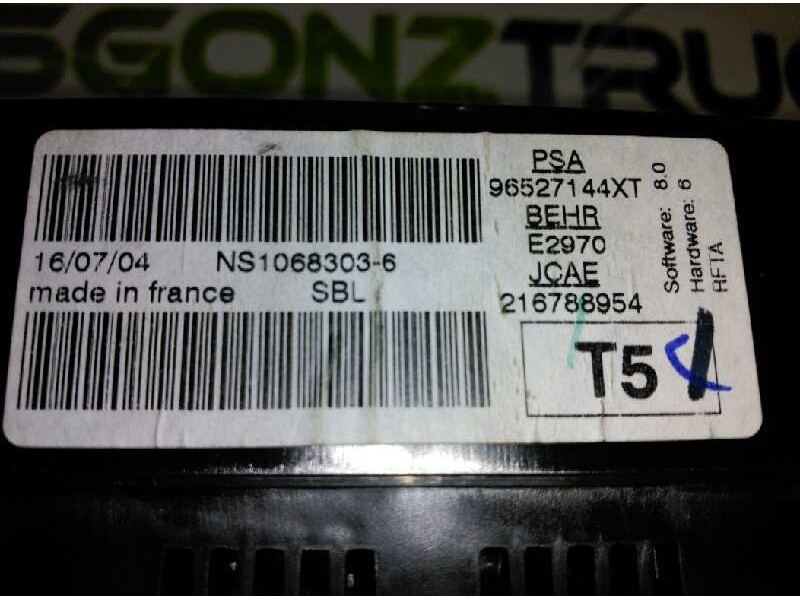 SGONZTRUC
PSA
96527144XT
BEHR
E2970
JCAE
216788954
16/07/04 NS1068303-6
made in france SBL
T5
Software: 8.0
Hardware: 6
RFTA